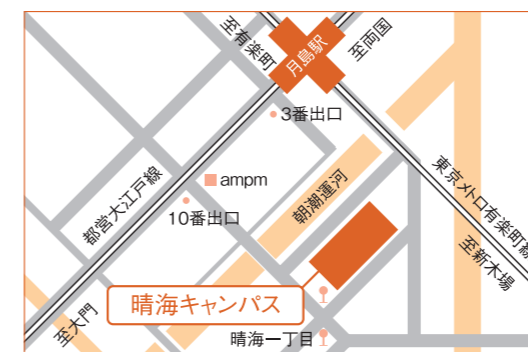 至有楽町
月島駅
至両国
3番出口
ampm
都営大江戸線
朝潮運河
東京メトロ有楽町線
10番出口
至新木場
晴海キャンパス
至大門
晴海一丁目